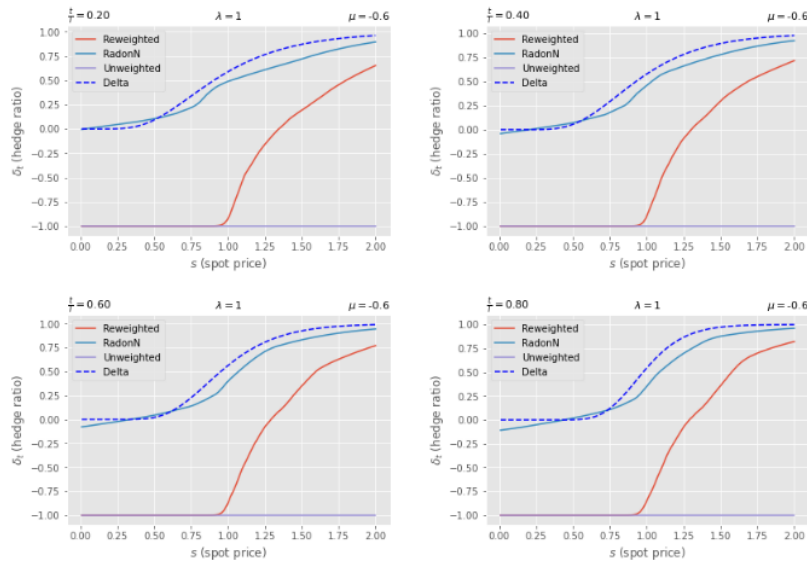 t/T = 0.20 λ = 1 μ = -0.6
1.00
0.75
0.50
0.25
0.00
−0.25
−0.50
−0.75
−1.00
δt (hedge ratio)
Reweighted
RadonN
Unweighted
Delta
0.00 0.25 0.50 0.75 1.00 1.25 1.50 1.75 2.00
s (spot price)
t/T = 0.40 λ = 1 μ = -0.6
1.00
0.75
0.50
0.25
0.00
−0.25
−0.50
−0.75
−1.00
δt (hedge ratio)
Reweighted
RadonN
Unweighted
Delta
0.00 0.25 0.50 0.75 1.00 1.25 1.50 1.75 2.00
s (spot price)
t/T = 0.60 λ = 1 μ = -0.6
1.00
0.75
0.50
0.25
0.00
−0.25
−0.50
−0.75
−1.00
δt (hedge ratio)
Reweighted
RadonN
Unweighted
Delta
0.00 0.25 0.50 0.75 1.00 1.25 1.50 1.75 2.00
s (spot price)
t/T = 0.80 λ = 1 μ = -0.6
1.00
0.75
0.50
0.25
0.00
−0.25
−0.50
−0.75
−1.00
δt (hedge ratio)
Reweighted
RadonN
Unweighted
Delta
0.00 0.25 0.50 0.75 1.00 1.25 1.50 1.75 2.00
s (spot price)